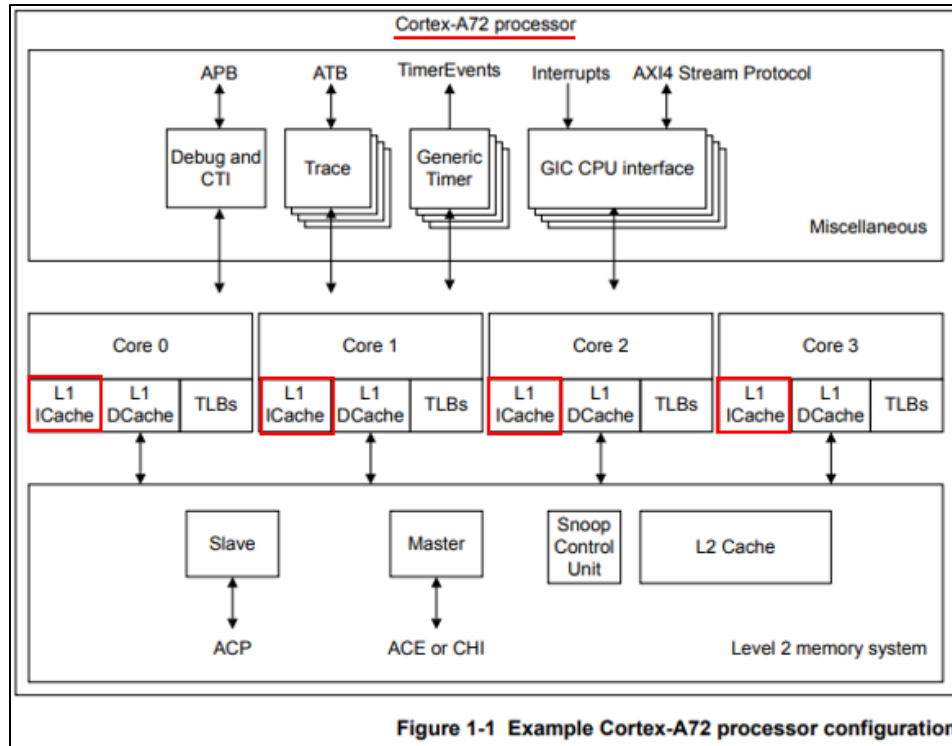 Cortex-A72 processor
APB
ATB
TimerEvents
Interrupts
AXI4 Stream Protocol
Debug and
CTI
Trace
Generic
Timer
GIC CPU interface
Miscellaneous
Core 0
Core 1
Core 2
Core 3
L1
ICache
L1
DCache
TLBs
L1
ICache
L1
DCache
TLBs
L1
ICache
L1
DCache
TLBs
L1
ICache
L1
DCache
TLBs
Slave
Master
Snoop
Control
Unit
L2 Cache
ACP
ACE or CHI
Level 2 memory system
Figure 1-1 Example Cortex-A72 processor configuration